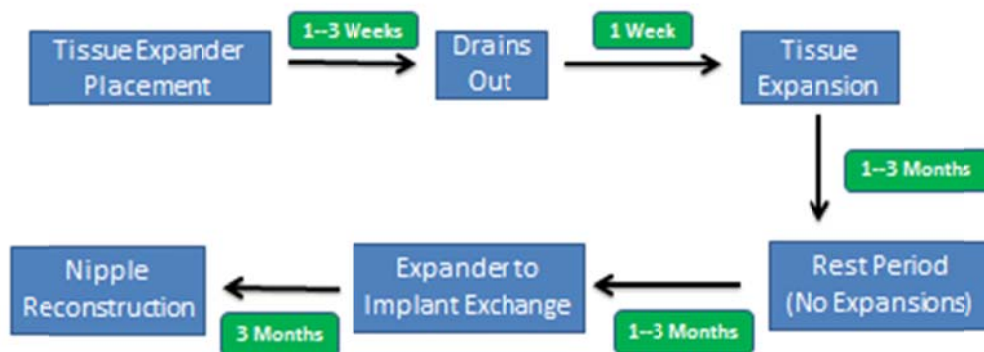 Tissue Expander
Placement
1--3 Weeks
Drains
Out
1 Week
Tissue
Expansion
1--3 Months
Rest Period
(No Expansions)
1--3 Months
Expander to
Implant Exchange
3 Months
Nipple
Reconstruction